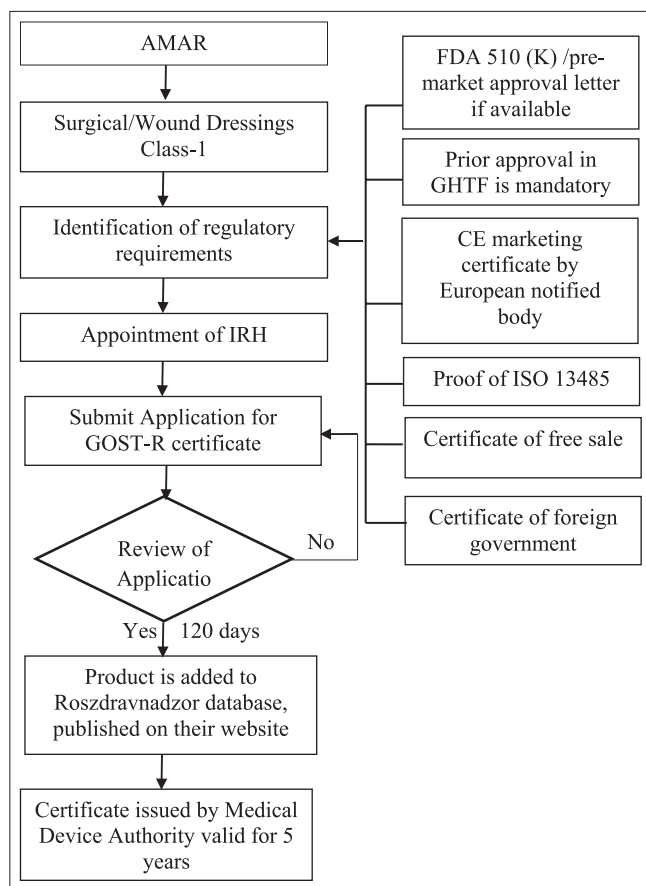 AMAR
Surgical/Wound Dressings
Class-1
Identification of regulatory
requirements
Appointment of IRH
Submit Application for
GOST-R certificate
Review of
Applicatio
No
Yes 120 days
Product is added to
Roszdravnadzor database,
published on their website
Certificate issued by Medical
Device Authority valid for 5
years
FDA 510 (K) /pre-
market approval letter
if available
Prior approval in
GHTF is mandatory
CE marketing
certificate by
European notified
body
Proof of ISO 13485
Certificate of free sale
Certificate of foreign
government